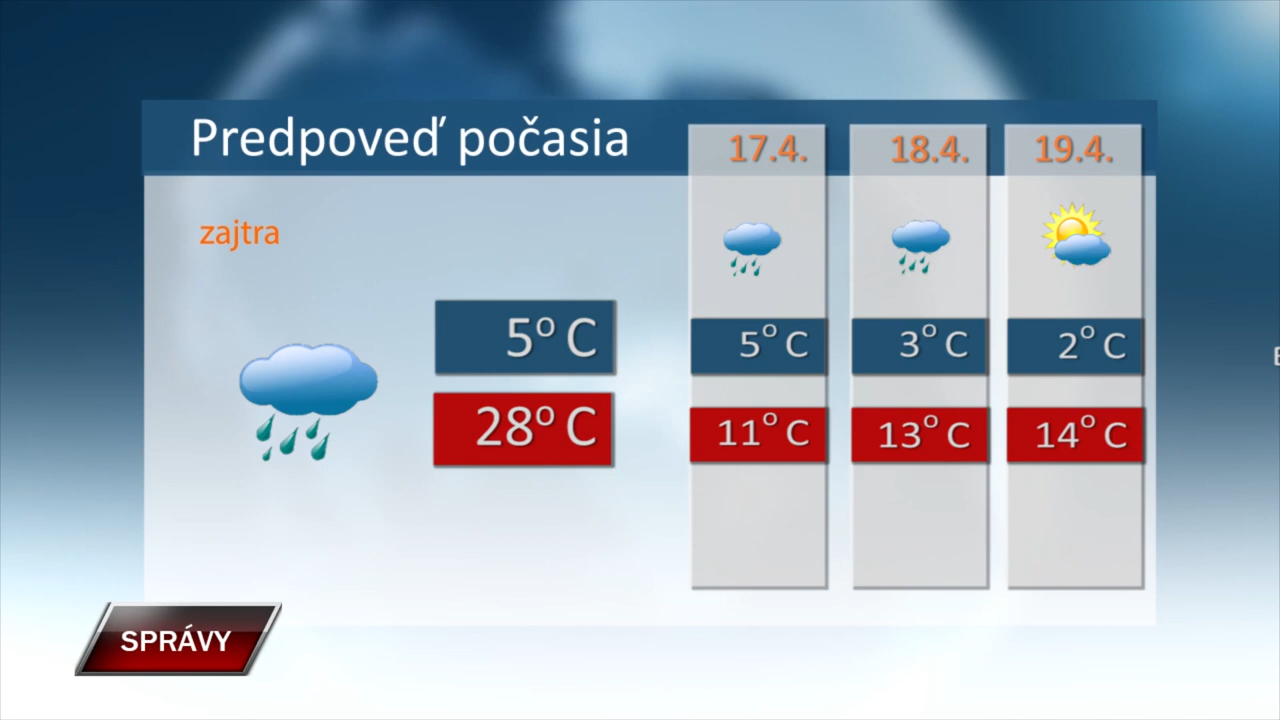 Predpoveď počasia
17.4.
18.4.
19.4.
zajtra
5° C
28° C
5° C
3° C
2° C
11° C
13° C
14° C
SPRÁVY